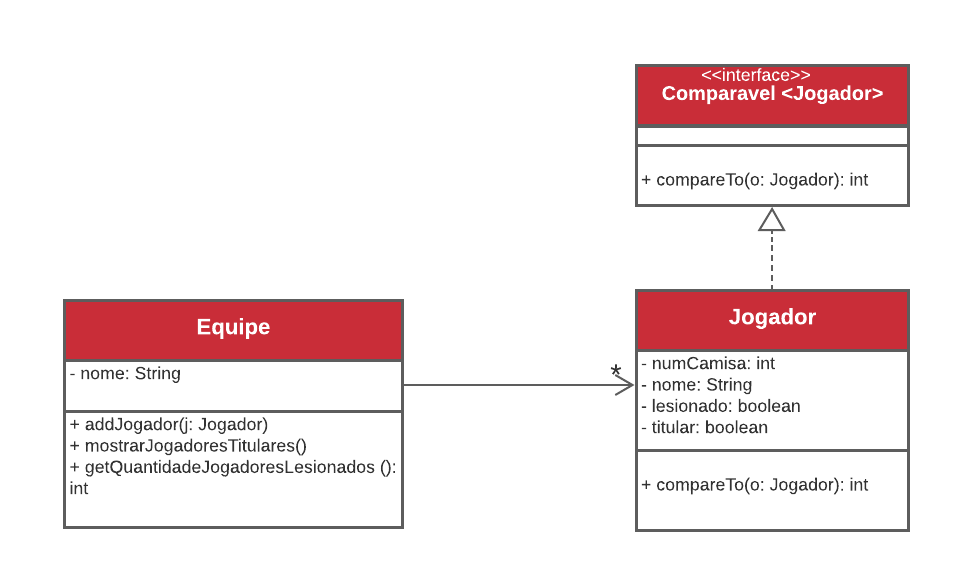 <<interface>>
Comparavel <Jogador>
+ compareTo(o: Jogador): int
Equipe
- nome: String
+ addJogador(j: Jogador)
+ mostrarJogadoresTitulares()
+ getQuantidadeJogadoresLesionados ():
int
*
Jogador
- numCamisa: int
- nome: String
- lesionado: boolean
- titular: boolean
+ compareTo(o: Jogador): int